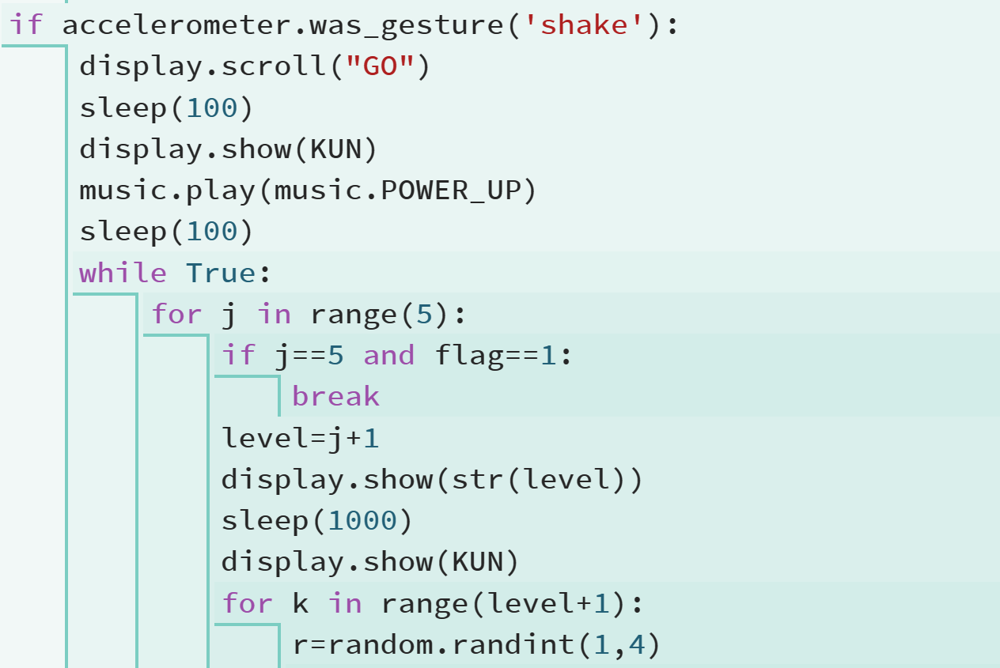 if accelerometer.was_gesture('shake'):
display.scroll("GO")
sleep(100)
display.show(KUN)
music.play(music.POWER_UP)
sleep(100)
while True:
for j in range(5):
if j==5 and flag==1:
break
level=j+1
display.show(str(level))
sleep(1000)
display.show(KUN)
for k in range(level+1):
r=random.randint(1,4)